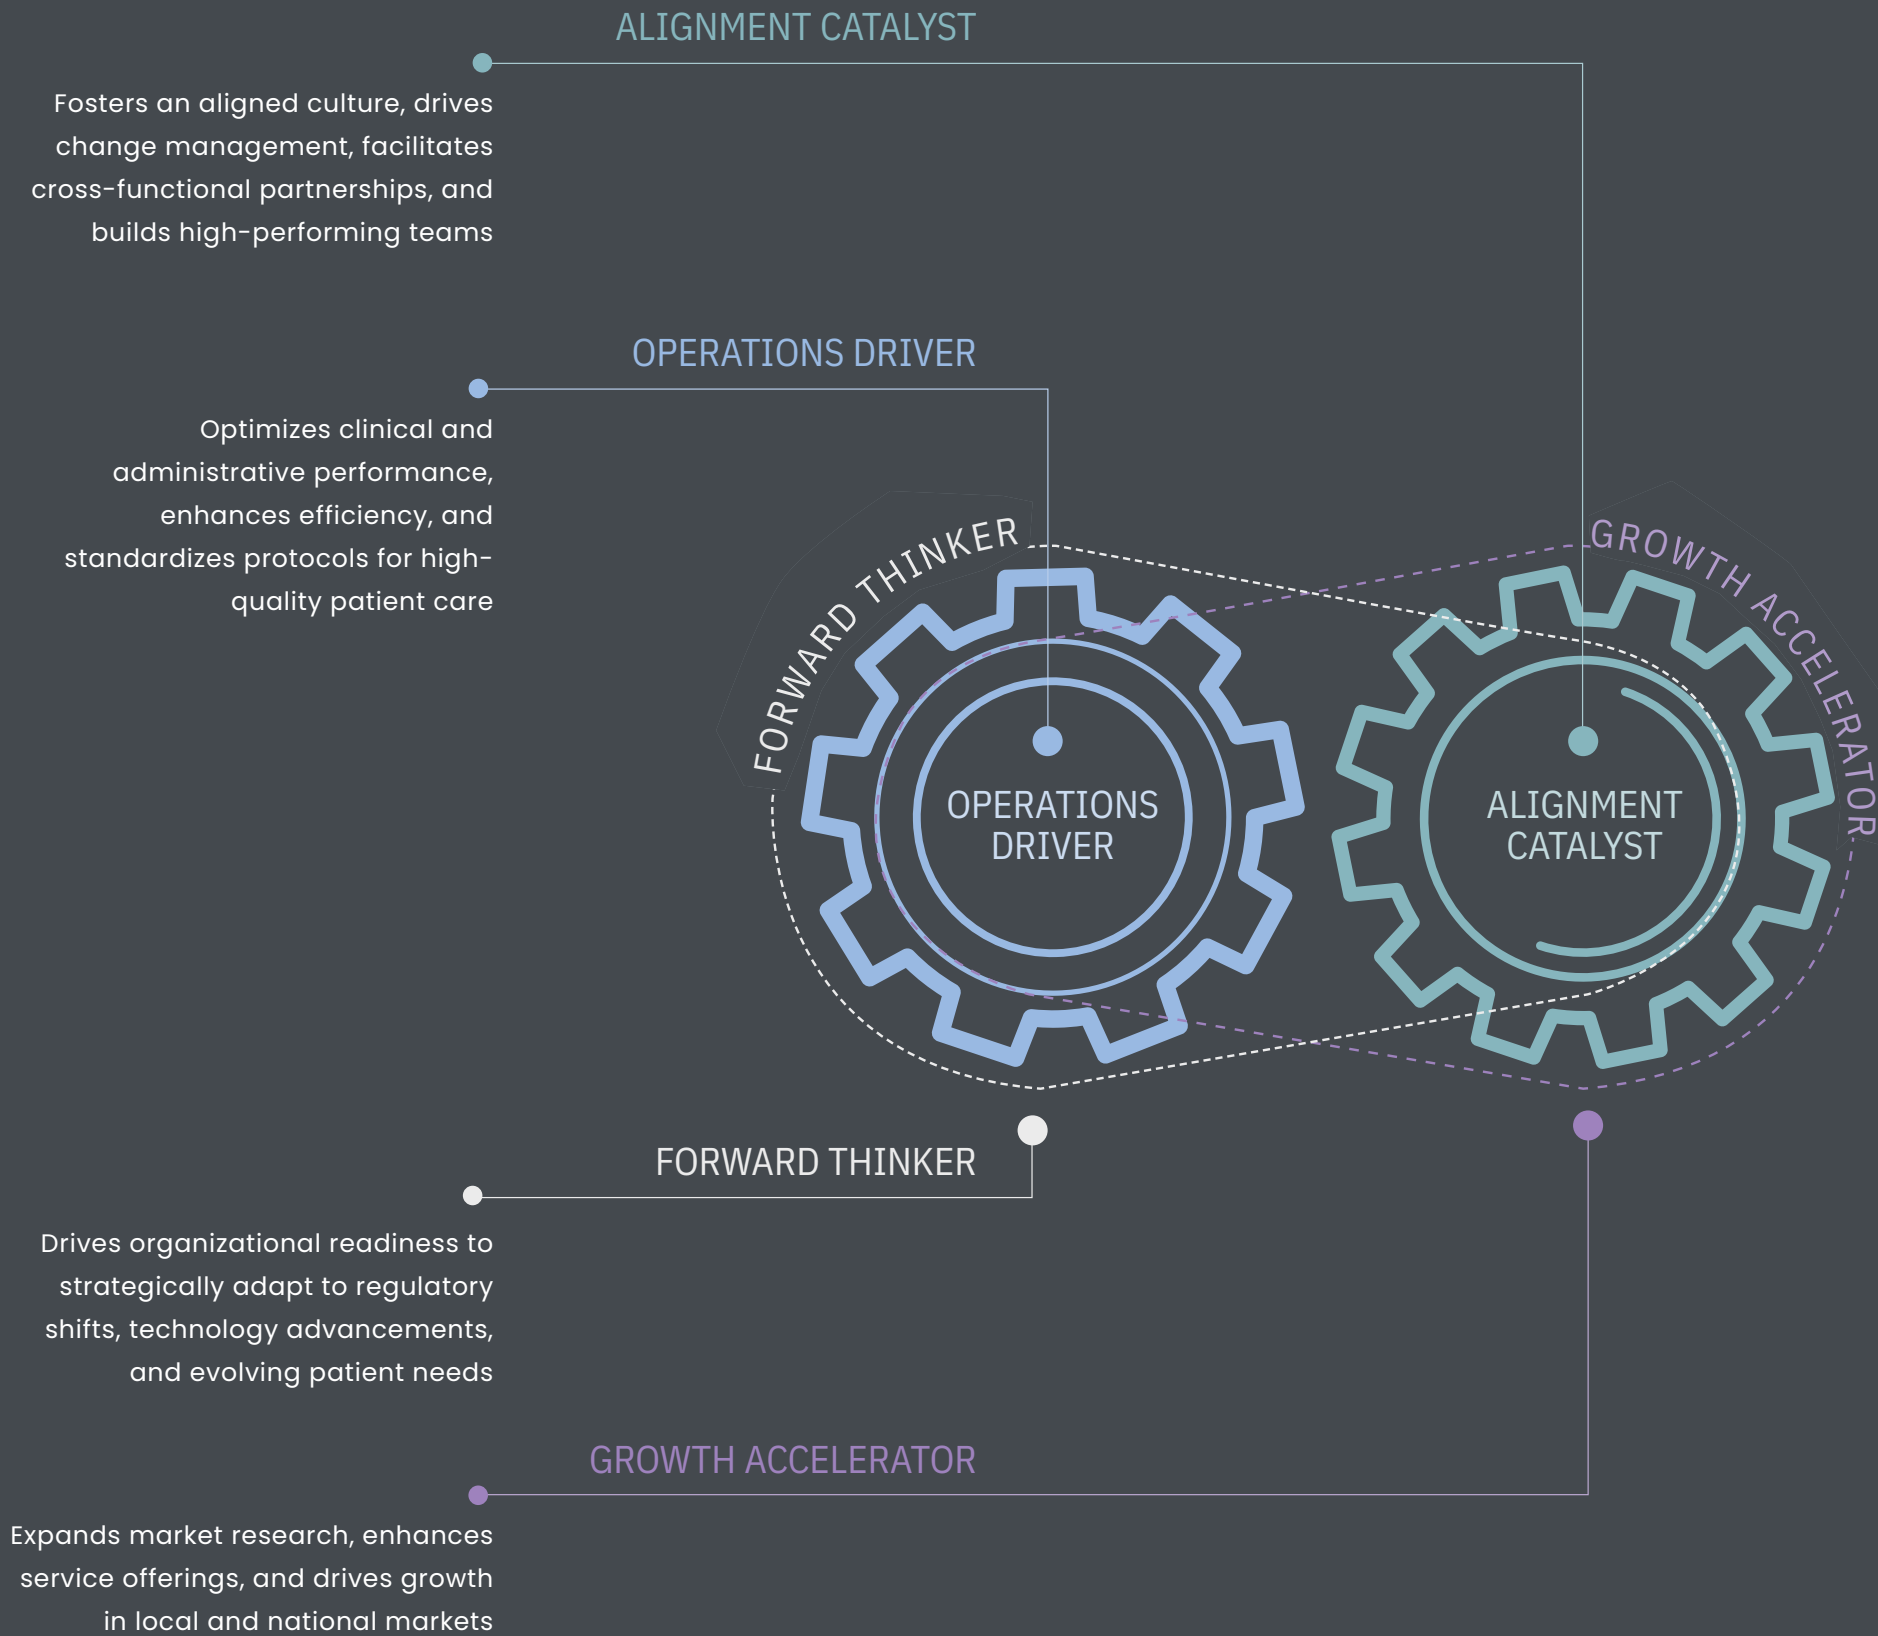 ALIGNMENT CATALYST
Fosters an aligned culture, drives
change management, facilitates
cross-functional partnerships, and
builds high-performing teams
OPERATIONS DRIVER
Optimizes clinical and
administrative performance,
enhances efficiency, and
standardizes protocols for high-
quality patient care
FORWARD THINKER
GROWTH ACCCELERATOR
OPERATIONS
DRIVER
ALIGNMENT
CATALYST
FORWARD THINKER
Drives organizational readiness to
strategically adapt to regulatory
shifts, technology advancements,
and evolving patient needs
GROWTH ACCELERATOR
Expands market research, enhances
service offerings, and drives growth
in local and national markets